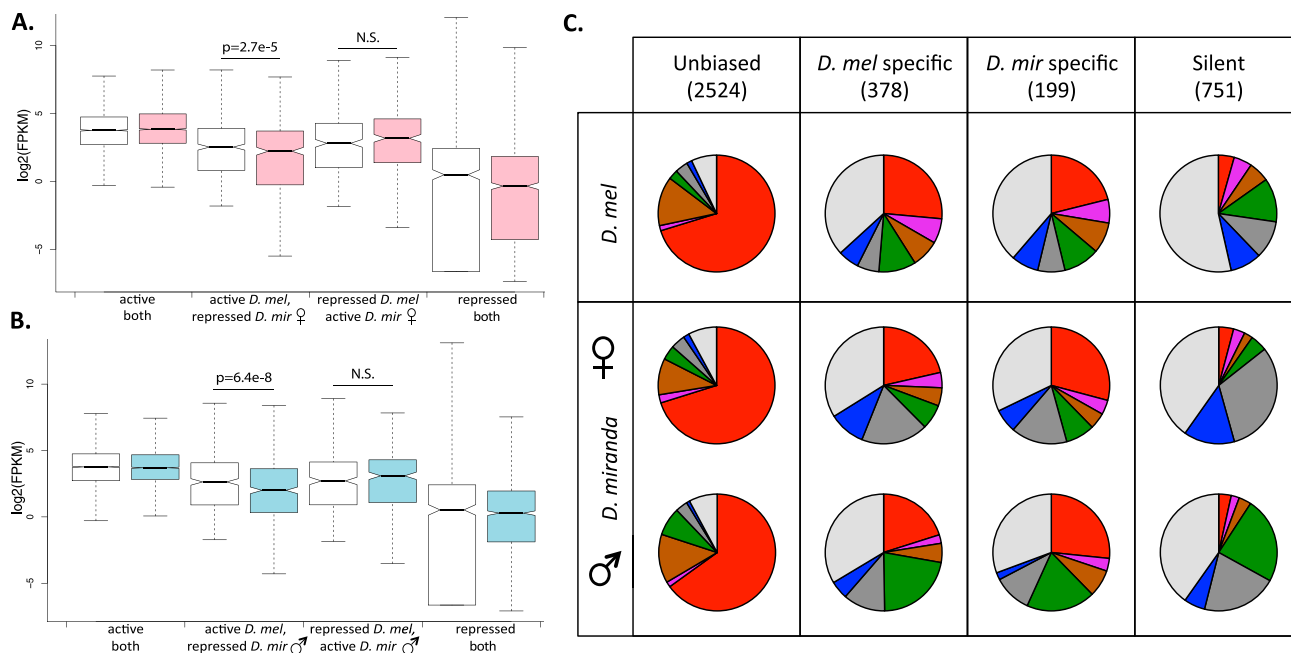 A.
log2(FPKM)
10
5
0
−5
p=2.7e-5
N.S.
active both
active D. mel, repressed D. mir ♀
repressed D. mel active D. mir ♀
repressed both
B.
log2(FPKM)
10
5
0
−5
p=6.4e-8
N.S.
active both
active D. mel, repressed D. mir ♂
repressed D. mel, active D. mir ♂
repressed both
C.
Unbiased (2524)
D. mel specific (378)
D. mir specific (199)
Silent (751)
D. mel
D. miranda
♀
♂